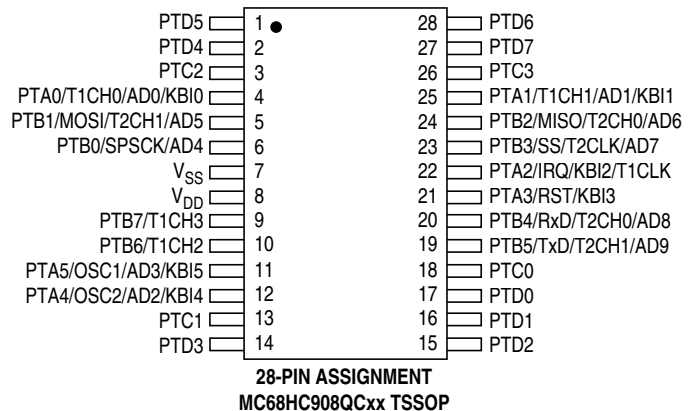 PTD5 1 28 PTD6
PTD4 2 27 PTD7
PTC2 3 26 PTC3
PTA0/T1CH0/AD0/KBI0 4 25 PTA1/T1CH1/AD1/KBI1
PTB1/MOSI/T2CH1/AD5 5 24 PTB2/MISO/T2CH0/AD6
PTB0/SPSCK/AD4 6 23 PTB3/SS/T2CLK/AD7
VSS 7 22 PTA2/IRQ/KBI2/T1CLK
VDD 8 21 PTA3/RST/KBI3
PTB7/T1CH3 9 20 PTB4/RxD/T2CH0/AD8
PTB6/T1CH2 10 19 PTB5/TxD/T2CH1/AD9
PTA5/OSC1/AD3/KBI5 11 18 PTC0
PTA4/OSC2/AD2/KBI4 12 17 PTD0
PTC1 13 16 PTD1
PTD3 14 15 PTD2
28-PIN ASSIGNMENT
MC68HC908QCxx TSSOP